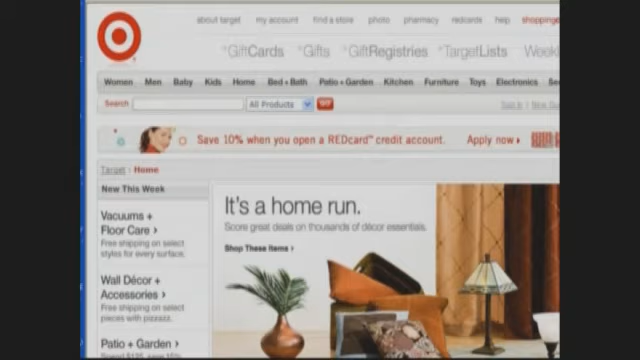 about target my account find a store photo pharmacy redcards help shopping
+GiftCards +Gifts +GiftRegistries +TargetLists Weekl
Women Men Baby Kids Home Bed+Bath Patio+Garden Kitchen Furniture Toys Electronics
Search All Products GO
Save 10% when you open a REDcard™ credit account. Apply now
Target : Home
New This Week
It's a home run.
Score great deals on thousands of décor essentials.
Shop These Items
Vacuums +
Floor Care
Free shipping on select
styles for every surface.
Wall Décor +
Accessories
Free shipping on select
pieces with pizzazz.
Patio + Garden